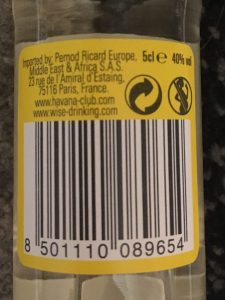 Imported by: Pernod Ricard Europe,
Middle East & Africa S.A.S.
23 rue de l'Amiral d'Estaing,
75116 Paris, France.
www.havana-club.com
www.wise-drinking.com
5cl ℮ 40% vol
8 501110 089654